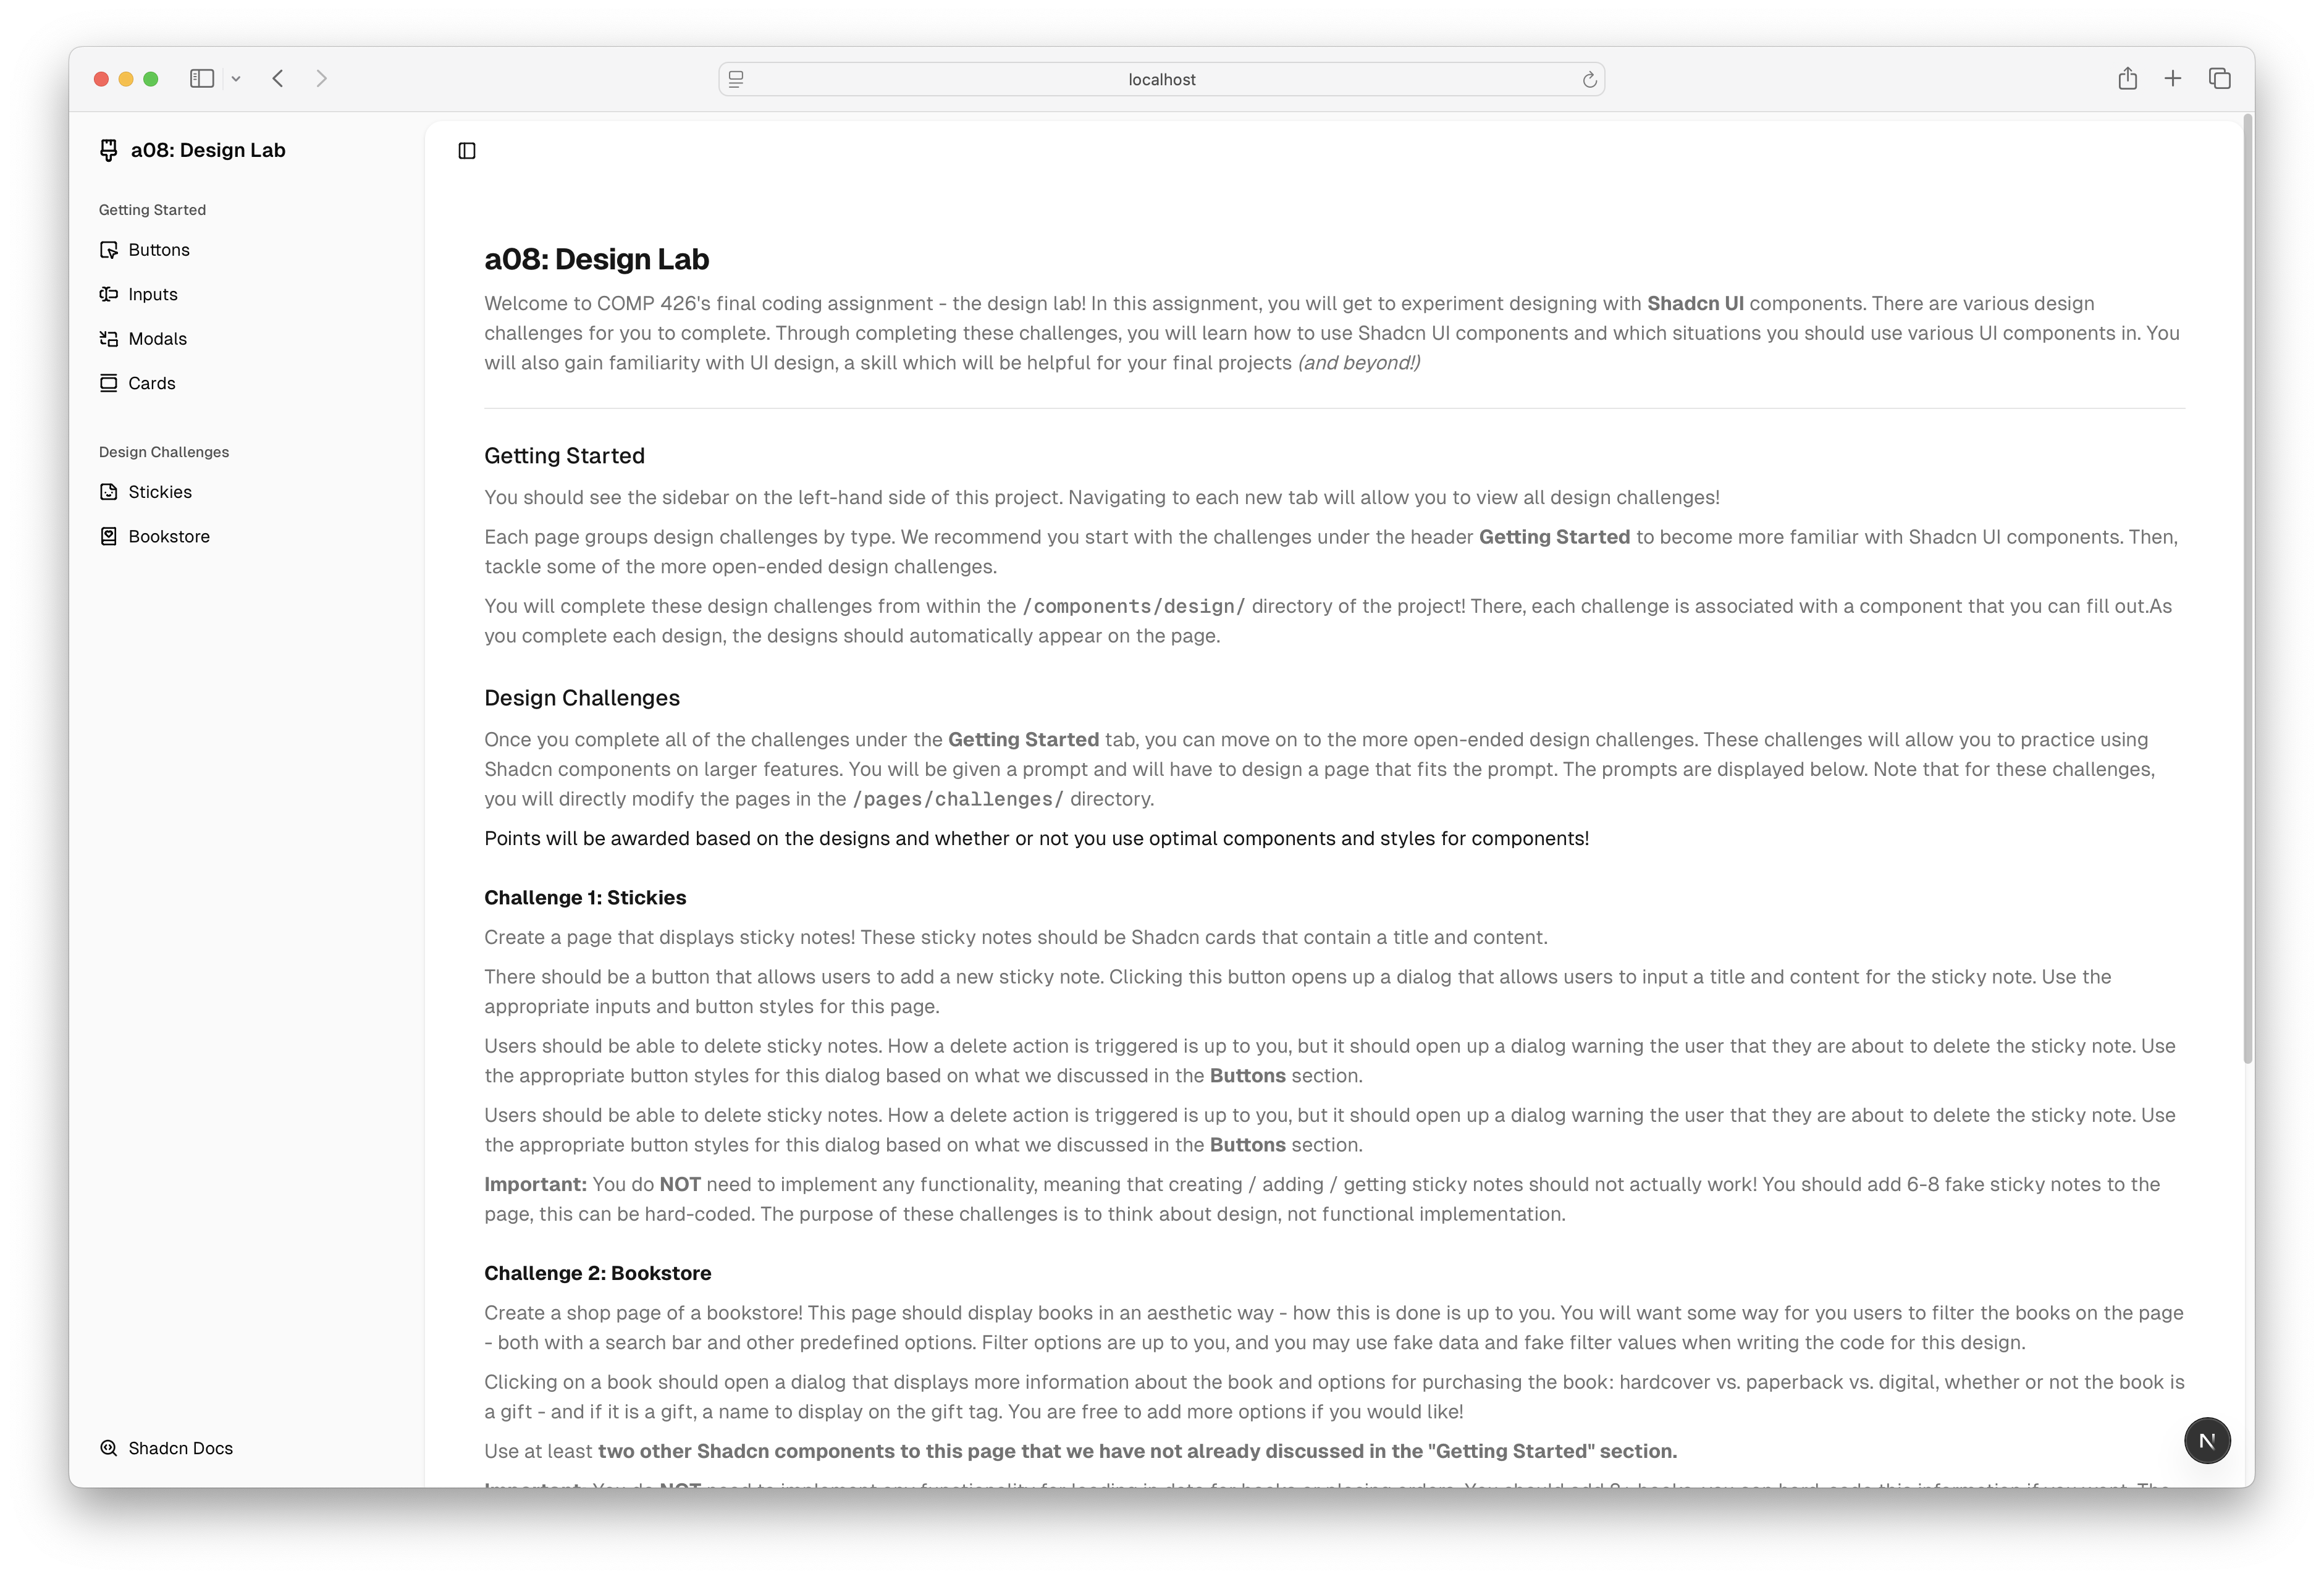 localhost
a08: Design Lab
Getting Started
Buttons
Inputs
Modals
Cards
Design Challenges
Stickies
Bookstore
Shadcn Docs
a08: Design Lab
Welcome to COMP 426's final coding assignment - the design lab! In this assignment, you will get to experiment designing with Shadcn UI components. There are various design
challenges for you to complete. Through completing these challenges, you will learn how to use Shadcn UI components and which situations you should use various UI components in. You
will also gain familiarity with UI design, a skill which will be helpful for your final projects (and beyond!)
Getting Started
You should see the sidebar on the left-hand side of this project. Navigating to each new tab will allow you to view all design challenges!
Each page groups design challenges by type. We recommend you start with the challenges under the header Getting Started to become more familiar with Shadcn UI components. Then,
tackle some of the more open-ended design challenges.
You will complete these design challenges from within the /components/design/ directory of the project! There, each challenge is associated with a component that you can fill out.As
you complete each design, the designs should automatically appear on the page.
Design Challenges
Once you complete all of the challenges under the Getting Started tab, you can move on to the more open-ended design challenges. These challenges will allow you to practice using
Shadcn components on larger features. You will be given a prompt and will have to design a page that fits the prompt. The prompts are displayed below. Note that for these challenges,
you will directly modify the pages in the /pages/challenges/ directory.
Points will be awarded based on the designs and whether or not you use optimal components and styles for components!
Challenge 1: Stickies
Create a page that displays sticky notes! These sticky notes should be Shadcn cards that contain a title and content.
There should be a button that allows users to add a new sticky note. Clicking this button opens up a dialog that allows users to input a title and content for the sticky note. Use the
appropriate inputs and button styles for this page.
Users should be able to delete sticky notes. How a delete action is triggered is up to you, but it should open up a dialog warning the user that they are about to delete the sticky note. Use
the appropriate button styles for this dialog based on what we discussed in the Buttons section.
Users should be able to delete sticky notes. How a delete action is triggered is up to you, but it should open up a dialog warning the user that they are about to delete the sticky note. Use
the appropriate button styles for this dialog based on what we discussed in the Buttons section.
Important: You do NOT need to implement any functionality, meaning that creating / adding / getting sticky notes should not actually work! You should add 6-8 fake sticky notes to the
page, this can be hard-coded. The purpose of these challenges is to think about design, not functional implementation.
Challenge 2: Bookstore
Create a shop page of a bookstore! This page should display books in an aesthetic way - how this is done is up to you. You will want some way for you users to filter the books on the page
- both with a search bar and other predefined options. Filter options are up to you, and you may use fake data and fake filter values when writing the code for this design.
Clicking on a book should open a dialog that displays more information about the book and options for purchasing the book: hardcover vs. paperback vs. digital, whether or not the book is
a gift - and if it is a gift, a name to display on the gift tag. You are free to add more options if you would like!
Use at least two other Shadcn components to this page that we have not already discussed in the "Getting Started" section.
N